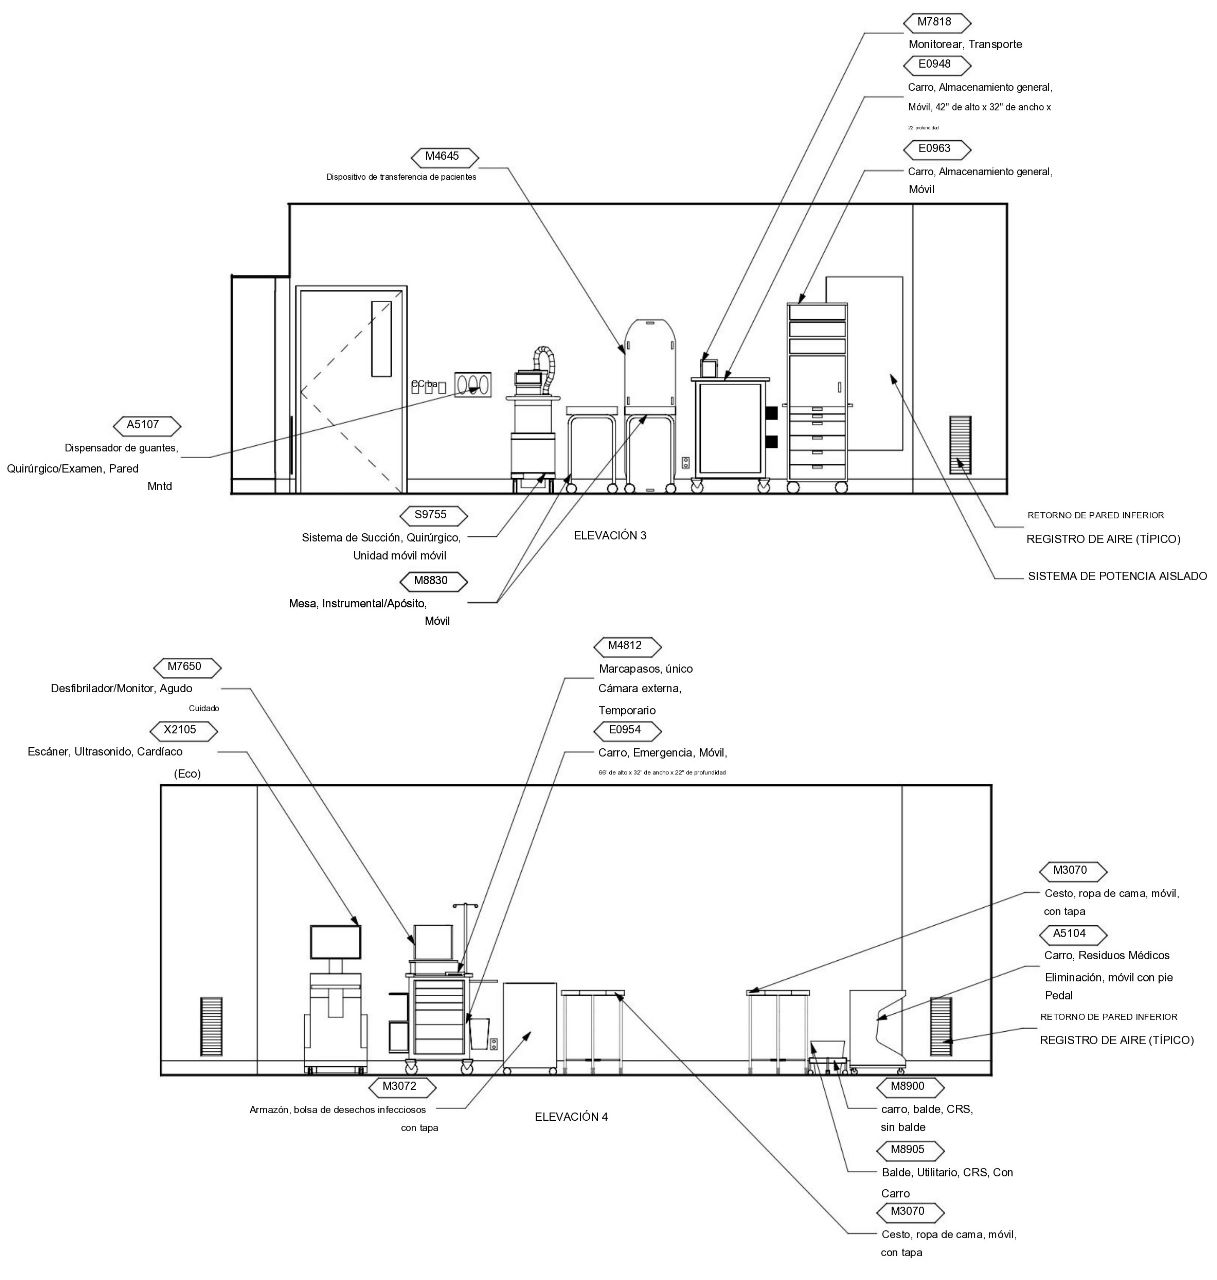 M7818
Monitorear, Transporte
E0948
Carro, Almacenamiento general,
Móvil, 42" de alto x 32" de ancho x
E0963
Carro, Almacenamiento general,
Móvil
M4645
Dispositivo de transferencia de pacientes
A5107
Dispensador de guantes,
Quirúrgico/Examen, Pared
Mntd
S9755
Sistema de Succión, Quirúrgico,
Unidad móvil móvil
M8830
Mesa, Instrumental/Apósito,
Móvil
ELEVACIÓN 3
RETORNO DE PARED INFERIOR
REGISTRO DE AIRE (TÍPICO)
SISTEMA DE POTENCIA AISLADO
M7650
Desfibrilador/Monitor, Agudo
Cuidado
X2105
Escáner, Ultrasonido, Cardíaco
(Eco)
M4812
Marcapasos, único
Cámara externa,
Temporario
E0954
Carro, Emergencia, Móvil,
66" de alto x 32" de ancho x 22" de profundidad
M3070
Cesto, ropa de cama, móvil,
con tapa
A5104
Carro, Residuos Médicos
Eliminación, móvil con pie
Pedal
RETORNO DE PARED INFERIOR
REGISTRO DE AIRE (TÍPICO)
M3072
Armazón, bolsa de desechos infecciosos
con tapa
ELEVACIÓN 4
M8900
carro, balde, CRS,
sin balde
M8905
Balde, Utilitario, CRS, Con
Carro
M3070
Cesto, ropa de cama, móvil,
con tapa